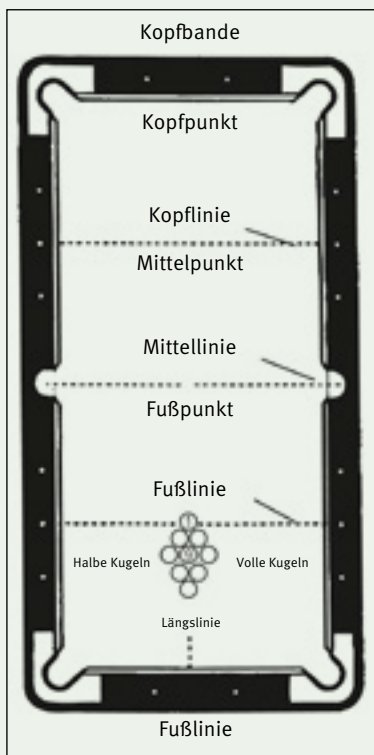 Kopfbande
Kopfpunkt
Kopflinie
Mittelpunkt
Mittellinie
Fußpunkt
Fußlinie
Halbe Kugeln
Volle Kugeln
Längslinie
Fußlinie